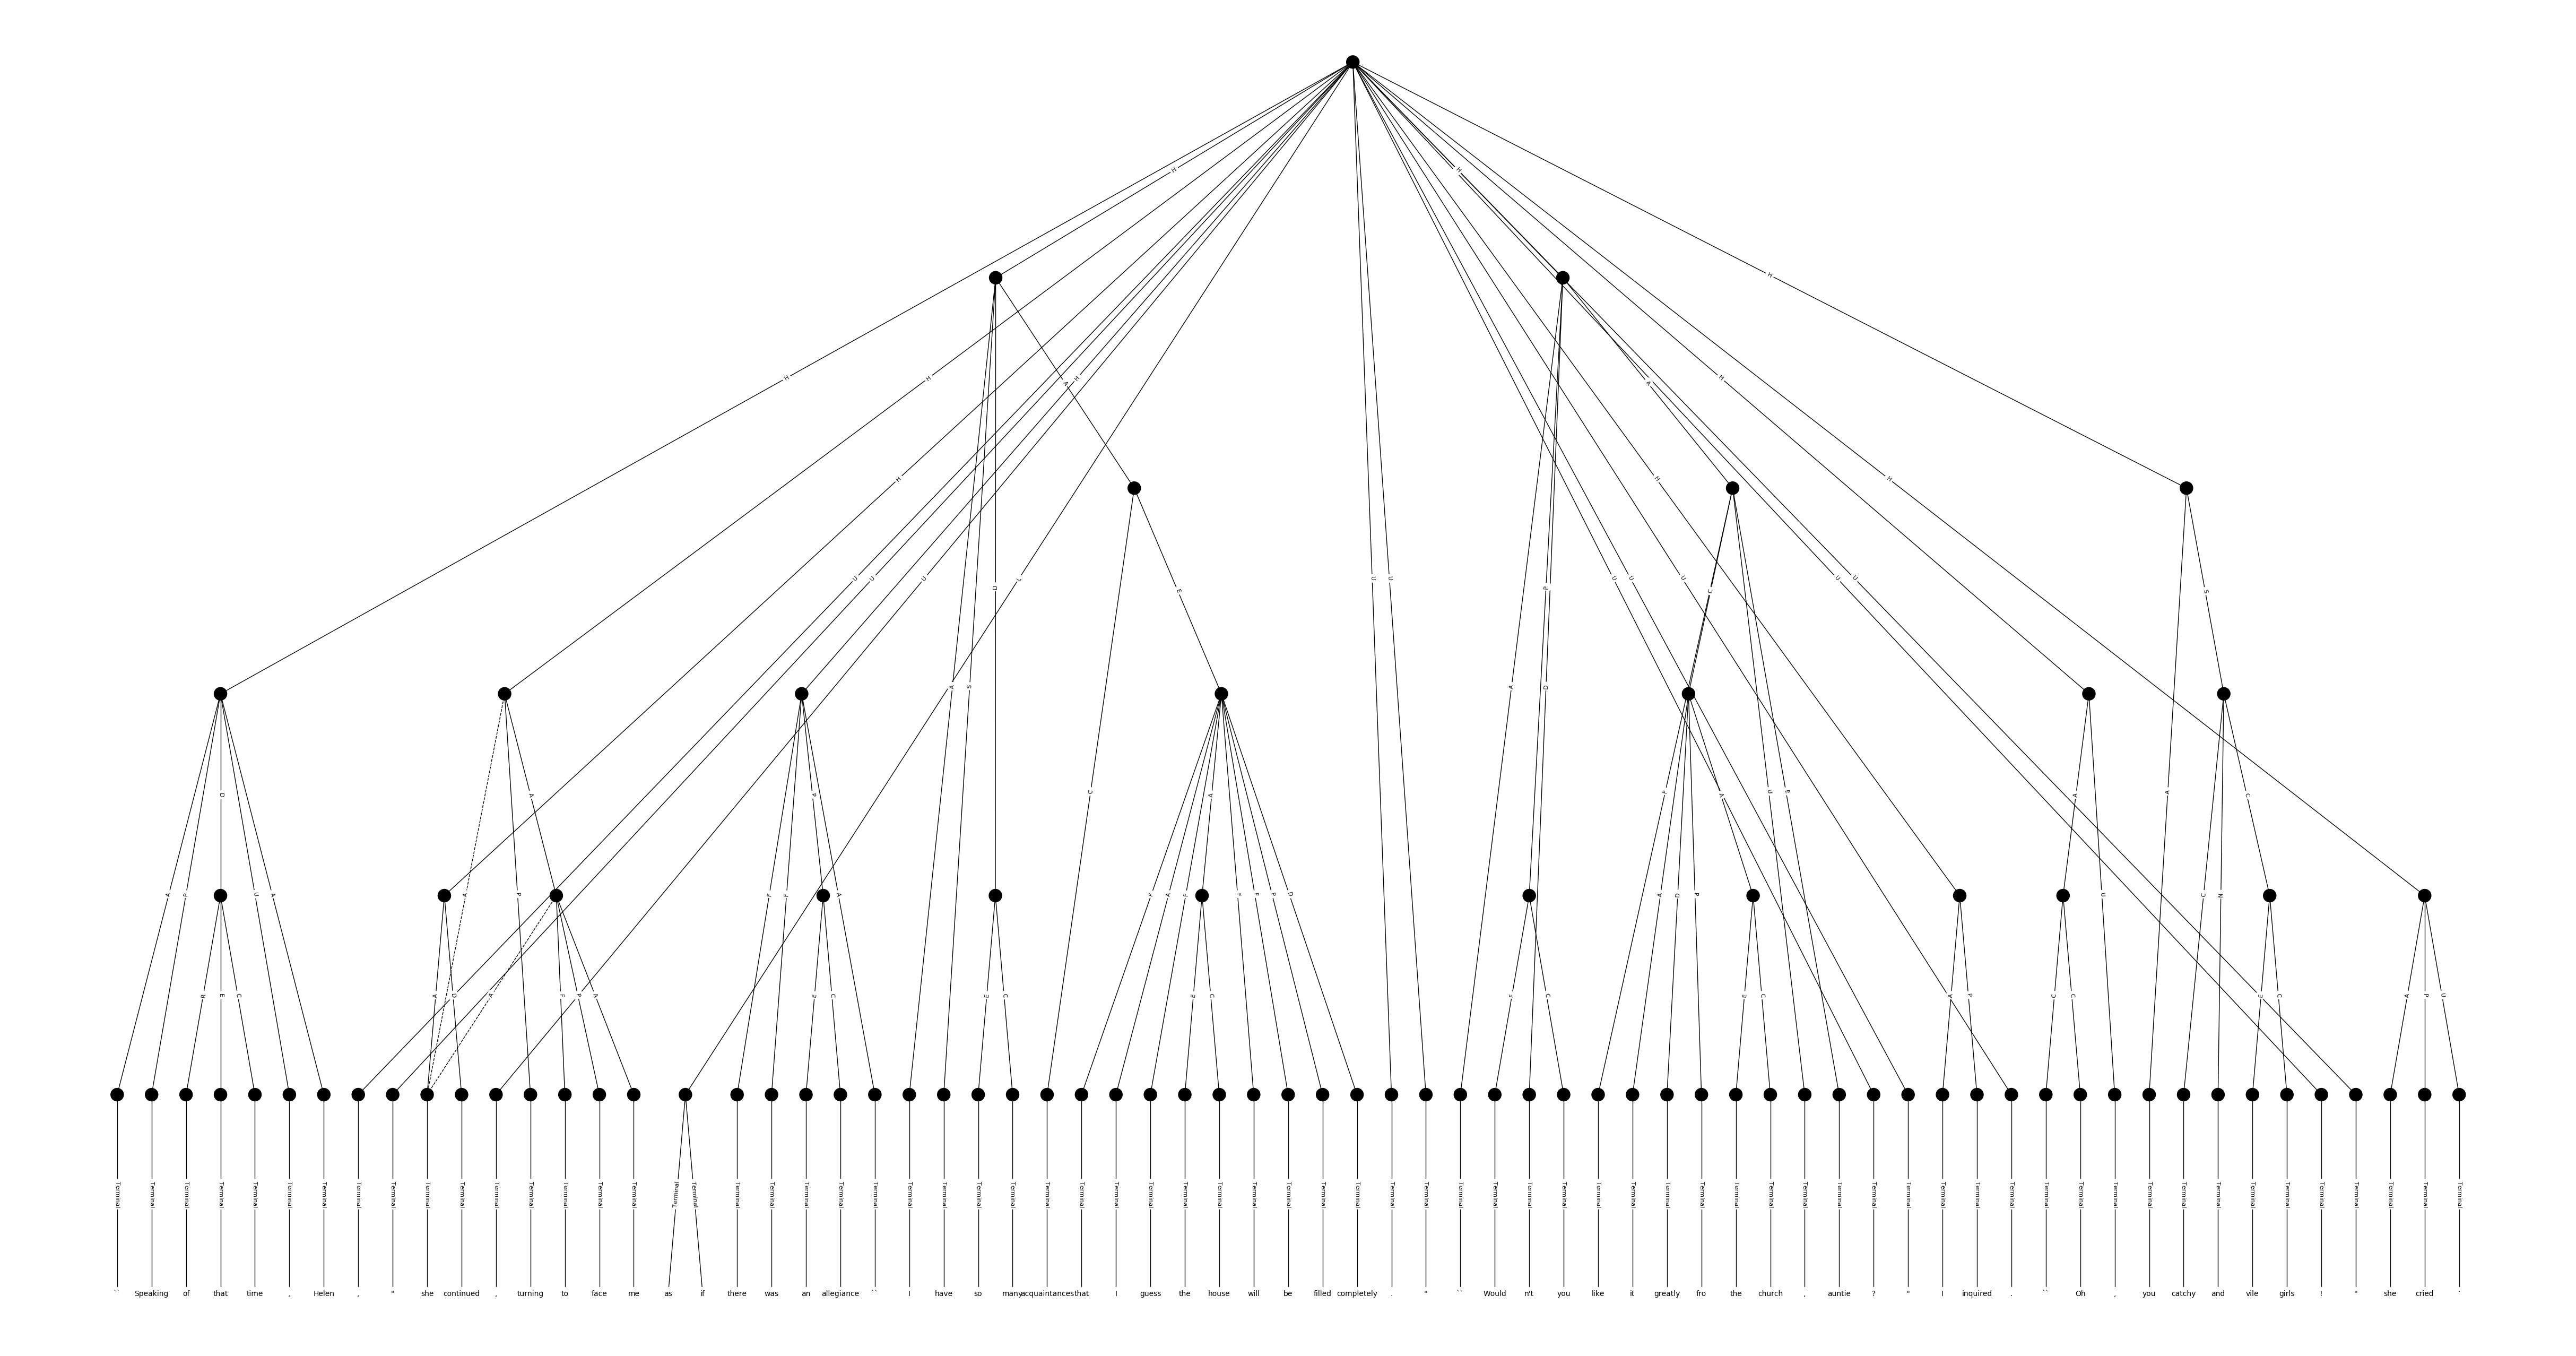 H
H H
H
H H A H A H H
H C H
U U U L D E U U P U U U U S
A S A D
D A P C F A U E A A C
A P U A A P F F A F A F A F F P D A D P C N U
R E C A D A F P A E C E C E C F C E C A P C C E C A P U
Terminal Terminal Terminal Terminal Terminal Terminal Terminal Terminal Terminal Terminal Terminal Terminal Terminal Terminal Terminal Terminal Terminal Terminal Terminal Terminal Terminal Terminal Terminal Terminal Terminal Terminal Terminal Terminal Terminal Terminal Terminal Terminal Terminal Terminal Terminal Terminal Terminal Terminal Terminal Terminal Terminal Terminal Terminal Terminal Terminal Terminal Terminal Terminal Terminal Terminal Terminal Terminal Terminal Terminal Terminal Terminal Terminal Terminal Terminal Terminal Terminal Terminal Terminal Terminal Terminal Terminal Terminal Terminal
`` Speaking of that time , Helen , " she continued , turning to face me as if there was an allegiance `` I have so many acquaintances that I guess the house will be filled completely . " `` Would n't you like it greatly fro the church , auntie ? " I inquired . `` Oh , you catchy and vile girls ! " she cried .